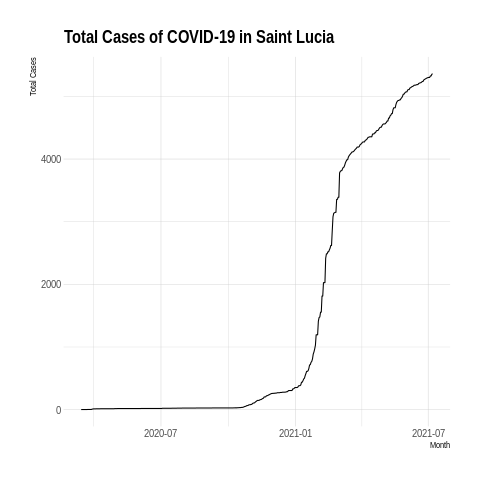 Total Cases of COVID-19 in Saint Lucia
Total Cases
4000
2000
0
2020-07 2021-01 2021-07
Month